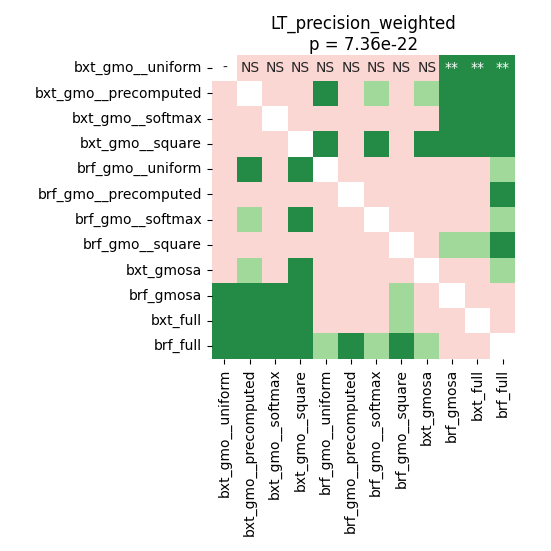 LT_precision_weighted
p = 7.36e-22
bxt_gmo__uniform - NS NS NS NS NS NS NS NS ** ** **
bxt_gmo__precomputed
bxt_gmo__softmax
bxt_gmo__square
brf_gmo__uniform
brf_gmo__precomputed
brf_gmo__softmax
brf_gmo__square
bxt_gmosa
brf_gmosa
bxt_full
brf_full
bxt_gmo__uniform
bxt_gmo__precomputed
bxt_gmo__softmax
bxt_gmo__square
brf_gmo__uniform
brf_gmo__precomputed
brf_gmo__softmax
brf_gmo__square
bxt_gmosa
brf_gmosa
bxt_full
brf_full